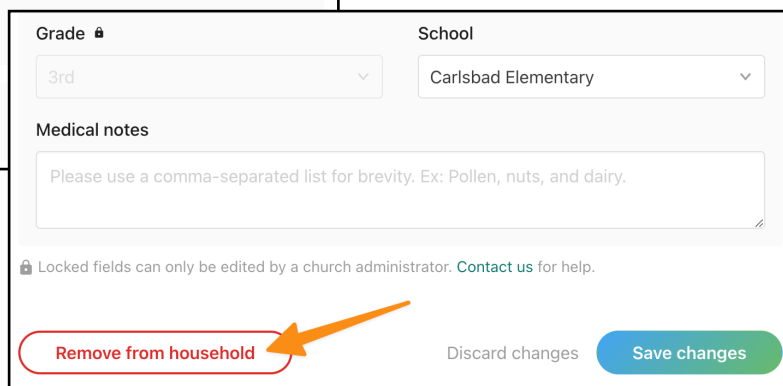 Grade
School
3rd
Carlsbad Elementary
Medical notes
Please use a comma-separated list for brevity. Ex: Pollen, nuts, and dairy.
Locked fields can only be edited by a church administrator. Contact us for help.
Remove from household
Discard changes
Save changes